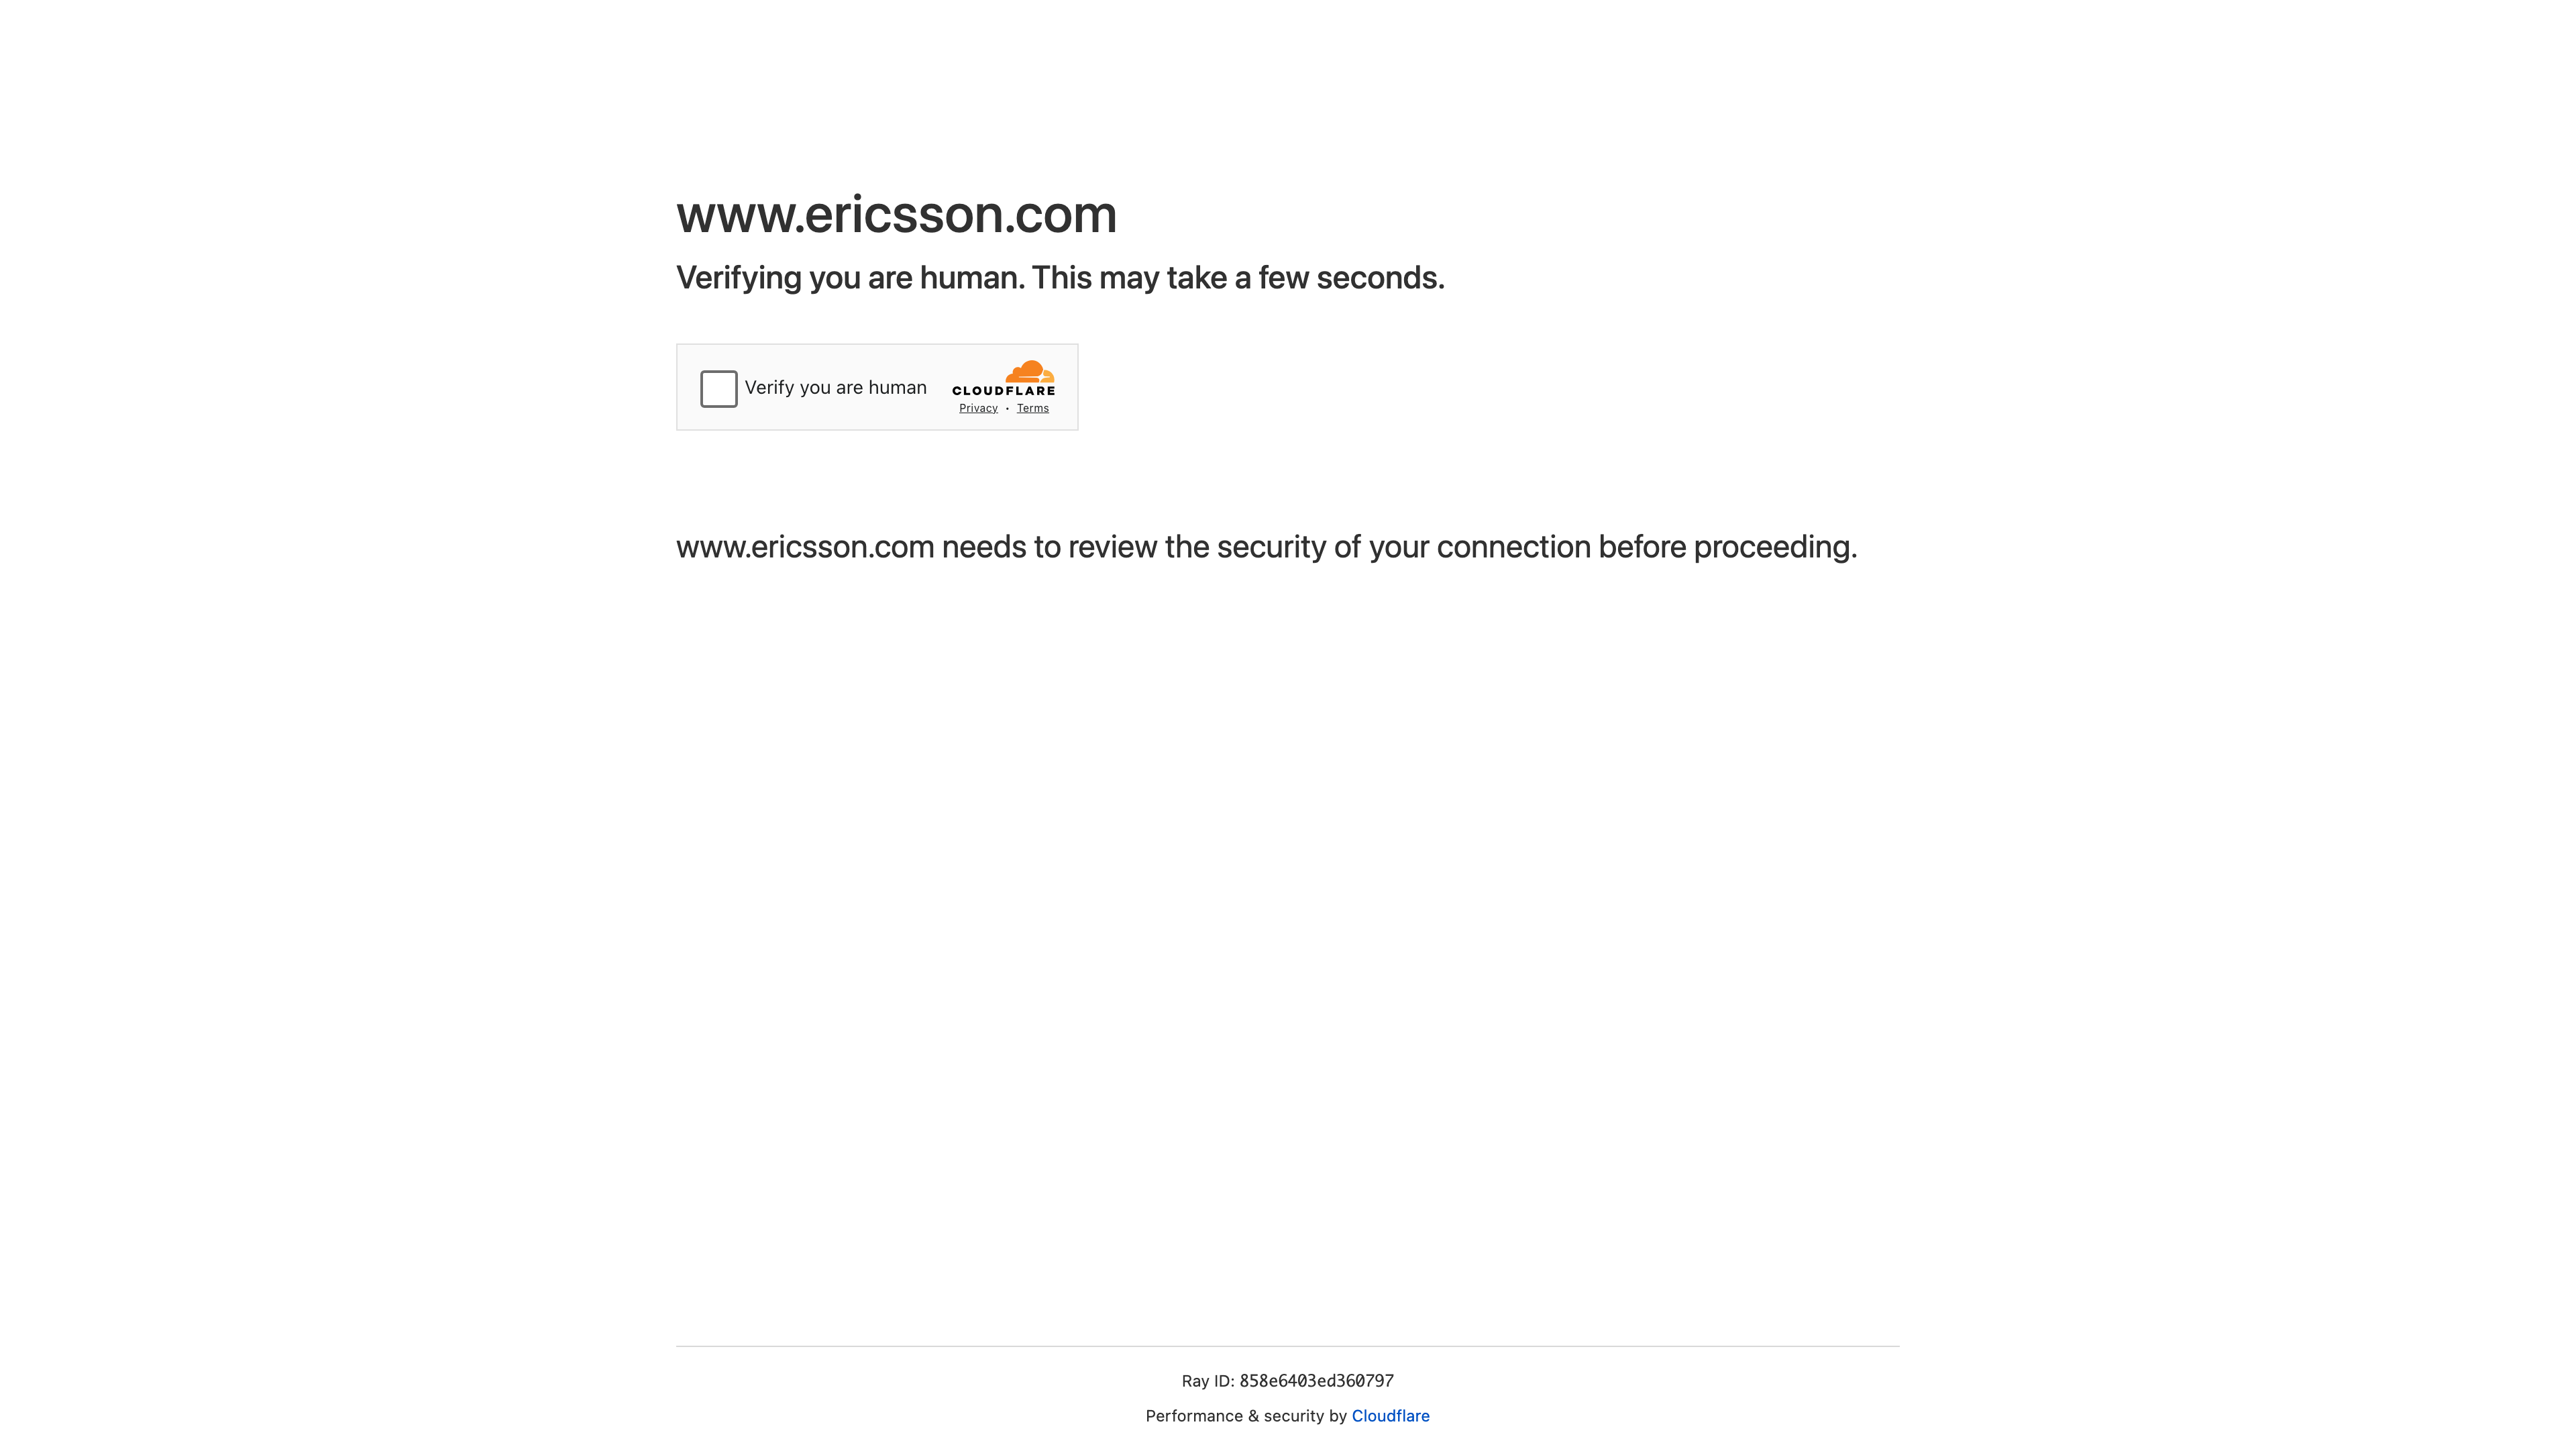 www.ericsson.com
Verifying you are human. This may take a few seconds.
Verify you are human
CLOUDFLARE
Privacy • Terms
www.ericsson.com needs to review the security of your connection before proceeding.
Ray ID: 858e6403ed360797
Performance & security by Cloudflare